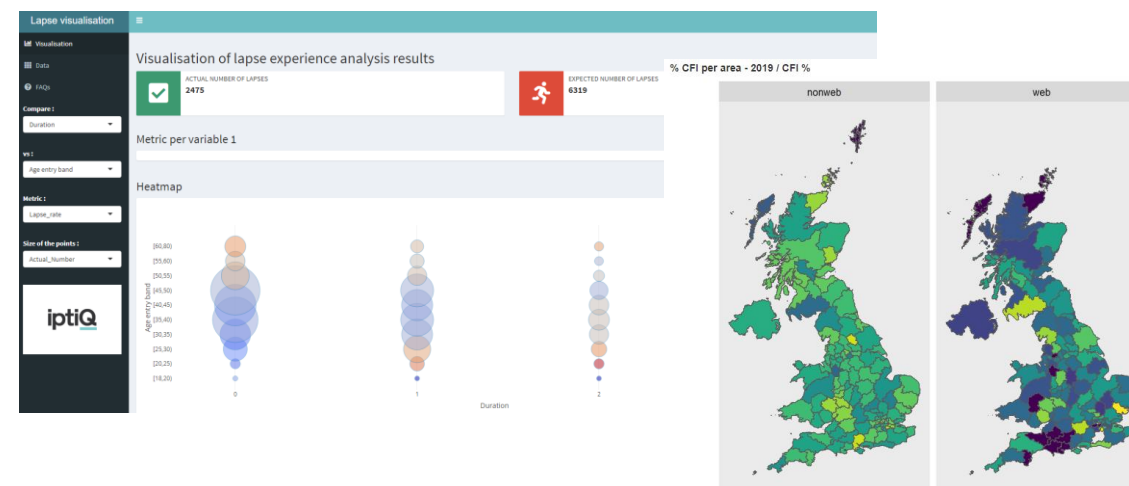 Lapse visualisation
Visualisation
Data
FAQs
Compare :
Duration
vs :
Age entry band
Metric :
Lapse_rate
Size of the points :
Actual_Number
iptiQ
Visualisation of lapse experience analysis results
ACTUAL NUMBER OF LAPSES
2475
EXPECTED NUMBER OF LAPSES
6319
Metric per variable 1
Heatmap
Age entry band
[60,80)
[55,60)
[50,55)
[45,50)
[40,45)
[35,40)
[30,35)
[25,30)
[20,25)
[18,20)
0
1
2
Duration
% CFI per area - 2019 / CFI %
nonweb
web